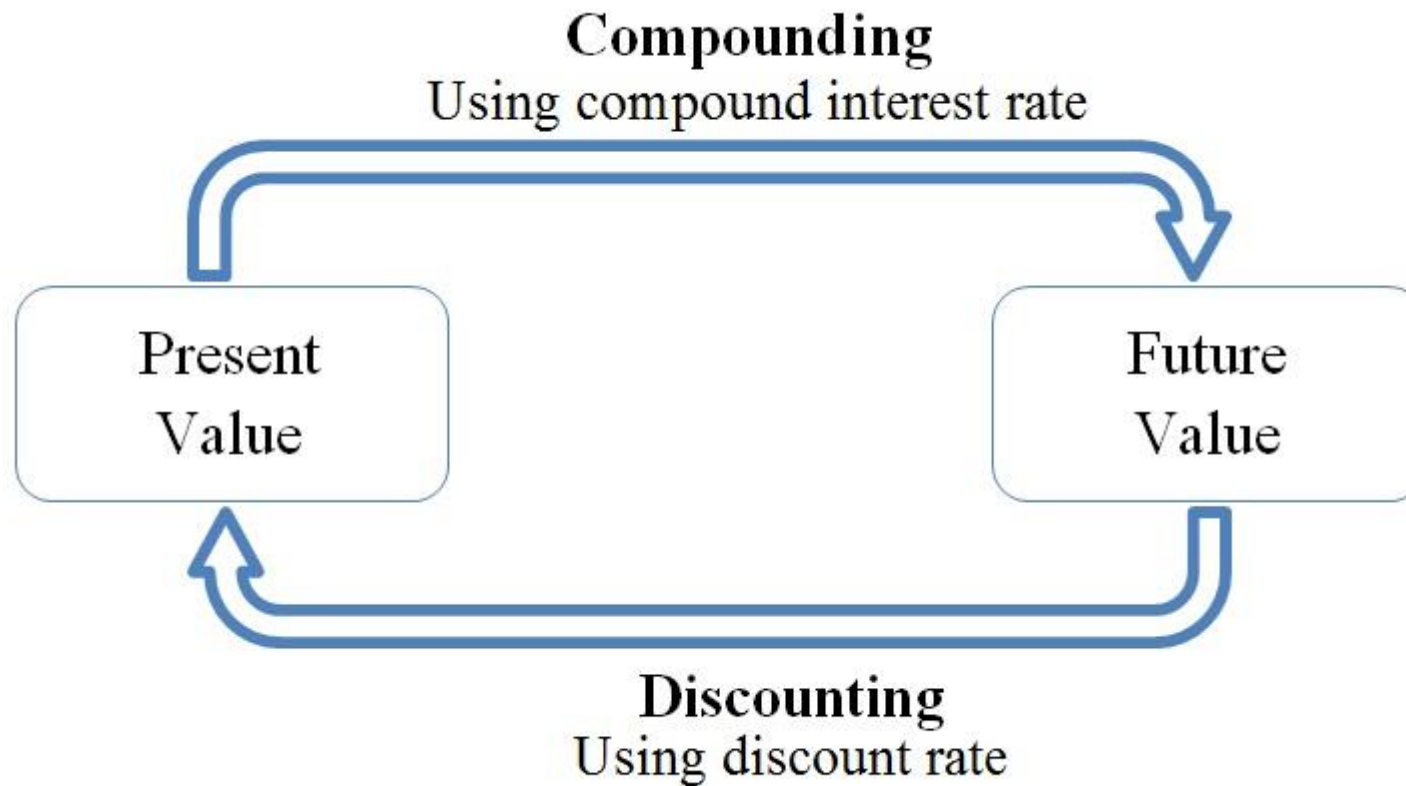 Compounding
Using compound interest rate
Present
Value
Future
Value
Discounting
Using discount rate